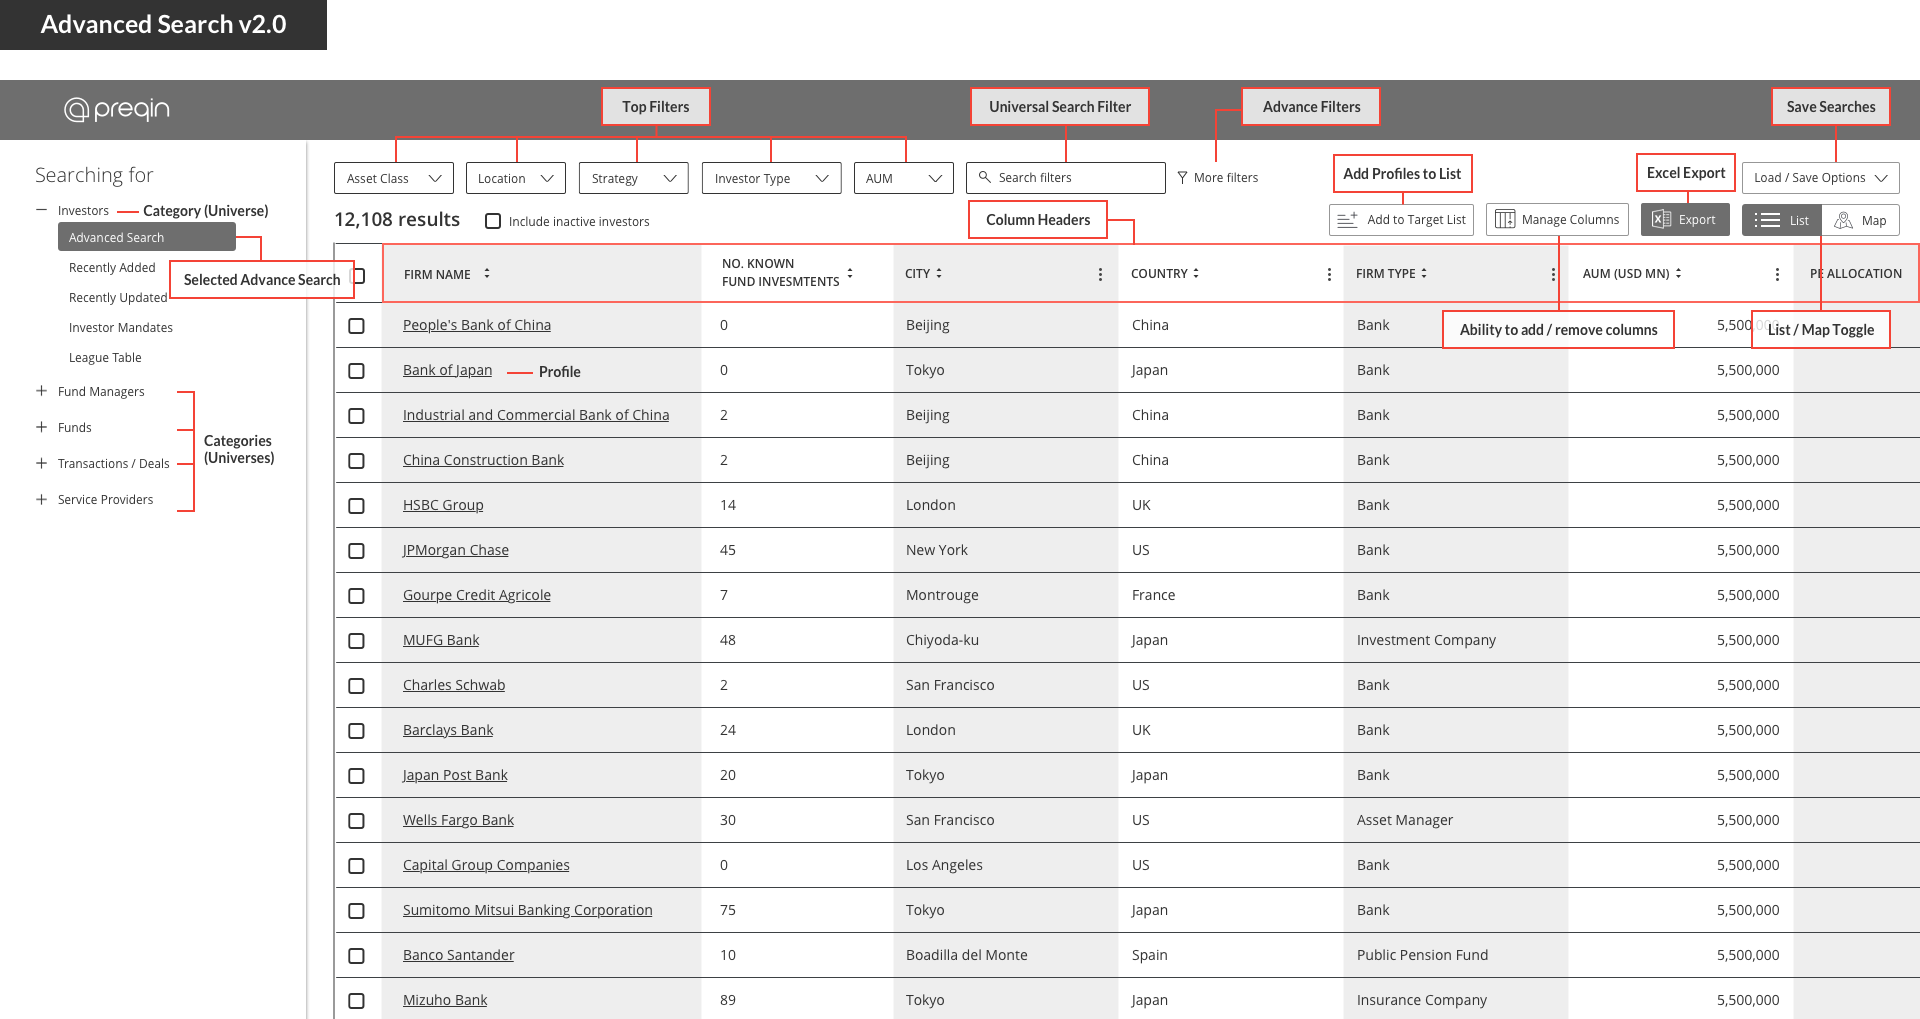 Advanced Search v2.0
preqin
Top Filters
Universal Search Filter
Advance Filters
Save Searches
Searching for
Investors
Category (Universe)
Advanced Search
Selected Advance Search
Recently Added
Recently Updated
Investor Mandates
League Table
Fund Managers
Funds
Transactions / Deals
Service Providers
Categories
(Universes)
Asset Class
Location
Strategy
Investor Type
AUM
Search filters
More filters
Add Profiles to List
Excel Export
Load / Save Options
12,108 results
Include inactive investors
Column Headers
Add to Target List
Manage Columns
Export
List
Map
FIRM NAME
NO. KNOWN
FUND INVESMTENTS
CITY
COUNTRY
FIRM TYPE
AUM (USD MN)
PE ALLOCATION
Ability to add / remove columns
List / Map Toggle
People's Bank of China 0 Beijing China Bank 5,500,000
Bank of Japan Profile 0 Tokyo Japan Bank 5,500,000
Industrial and Commercial Bank of China 2 Beijing China Bank 5,500,000
China Construction Bank 2 Beijing China Bank 5,500,000
HSBC Group 14 London UK Bank 5,500,000
JPMorgan Chase 45 New York US Bank 5,500,000
Gourpe Credit Agricole 7 Montrouge France Bank 5,500,000
MUFG Bank 48 Chiyoda-ku Japan Investment Company 5,500,000
Charles Schwab 2 San Francisco US Bank 5,500,000
Barclays Bank 24 London UK Bank 5,500,000
Japan Post Bank 20 Tokyo Japan Bank 5,500,000
Wells Fargo Bank 30 San Francisco US Asset Manager 5,500,000
Capital Group Companies 0 Los Angeles US Bank 5,500,000
Sumitomo Mitsui Banking Corporation 75 Tokyo Japan Bank 5,500,000
Banco Santander 10 Boadilla del Monte Spain Public Pension Fund 5,500,000
Mizuho Bank 89 Tokyo Japan Insurance Company 5,500,000